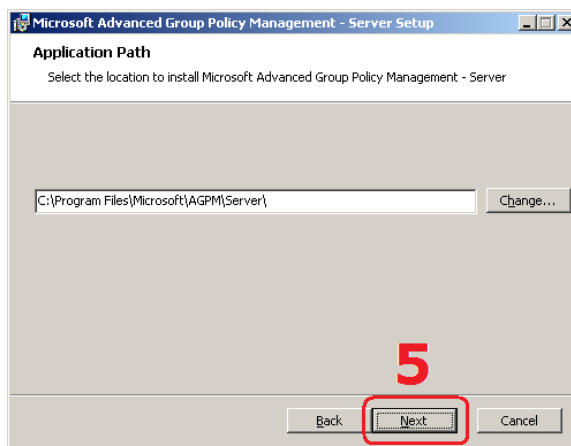 Microsoft Advanced Group Policy Management - Server Setup
Application Path
Select the location to install Microsoft Advanced Group Policy Management - Server
C:\Program Files\Microsoft\AGPM\Server\
Change...
5
Back
Next
Cancel